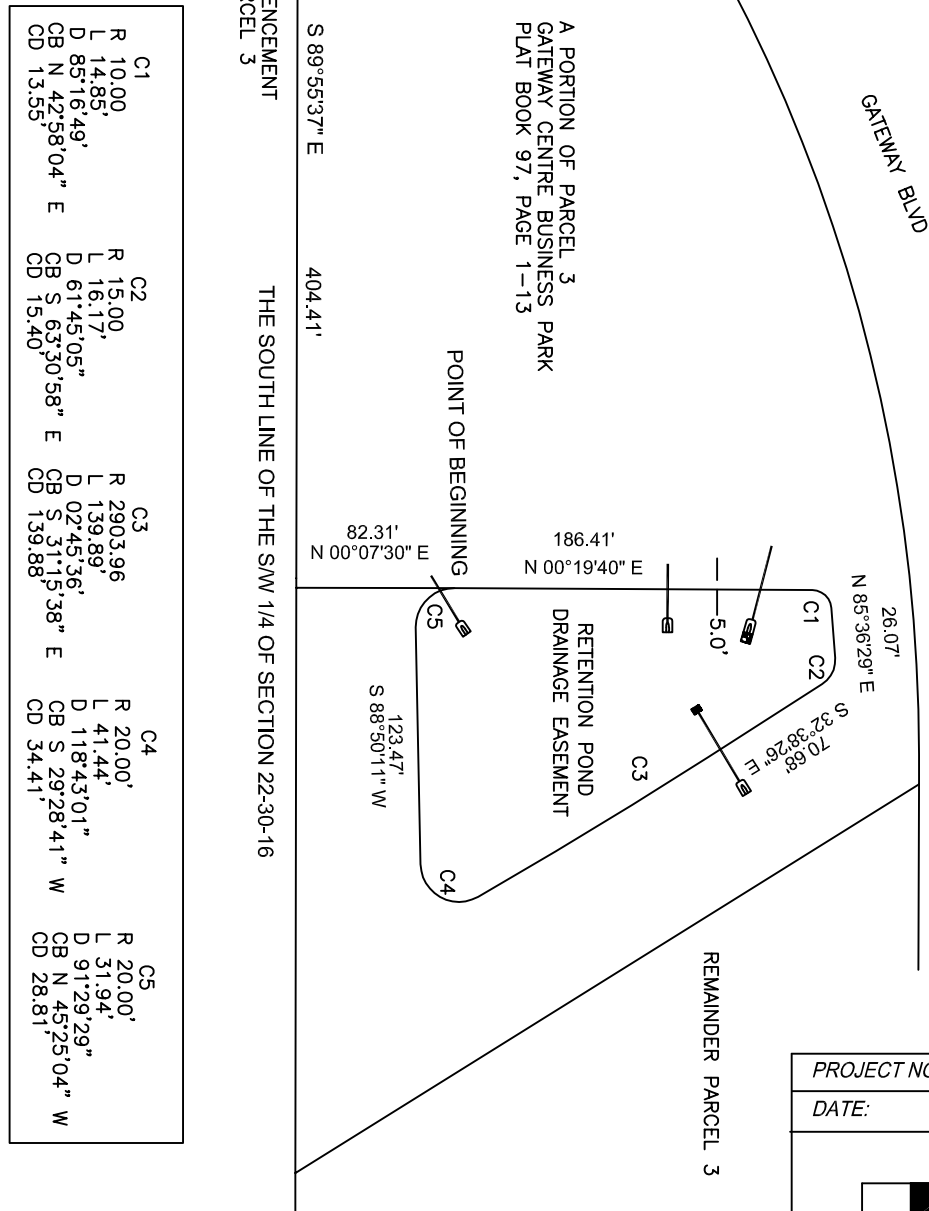 GATEWAY BLVD
A PORTION OF PARCEL 3
GATEWAY CENTRE BUSINESS PARK
PLAT BOOK 97, PAGE 1-13
26.07'
N 85°36'29" E
S 32°38'26" E
70.68'
C1
C2
C3
C4
C5
5.0'
186.41'
N 00°19'40" E
82.31'
N 00°07'30" E
RETENTION POND
DRAINAGE EASEMENT
POINT OF BEGINNING
123.47'
S 88°50'11" W
REMAINDER PARCEL 3
S 89°55'37" E
404.41'
THE SOUTH LINE OF THE S/W 1/4 OF SECTION 22-30-16
ENCEMENT
CEL 3
C1
R 10.00
L 14.85'
D 85°16'49'
CB N 42°58'04" E
CD 13.55'
C2
R 15.00
L 16.17'
D 61°45'05"
CB S 63°30'58" E
CD 15.40'
C3
R 2903.96
L 139.89'
D 02°45'36'
CB S 31°15'38" E
CD 139.88'
C4
R 20.00'
L 41.44'
D 118°43'01"
CB S 29°28'41" W
CD 34.41'
C5
R 20.00'
L 31.94'
D 91°29'29"
CB N 45°25'04" W
CD 28.81'
PROJECT NO
DATE: